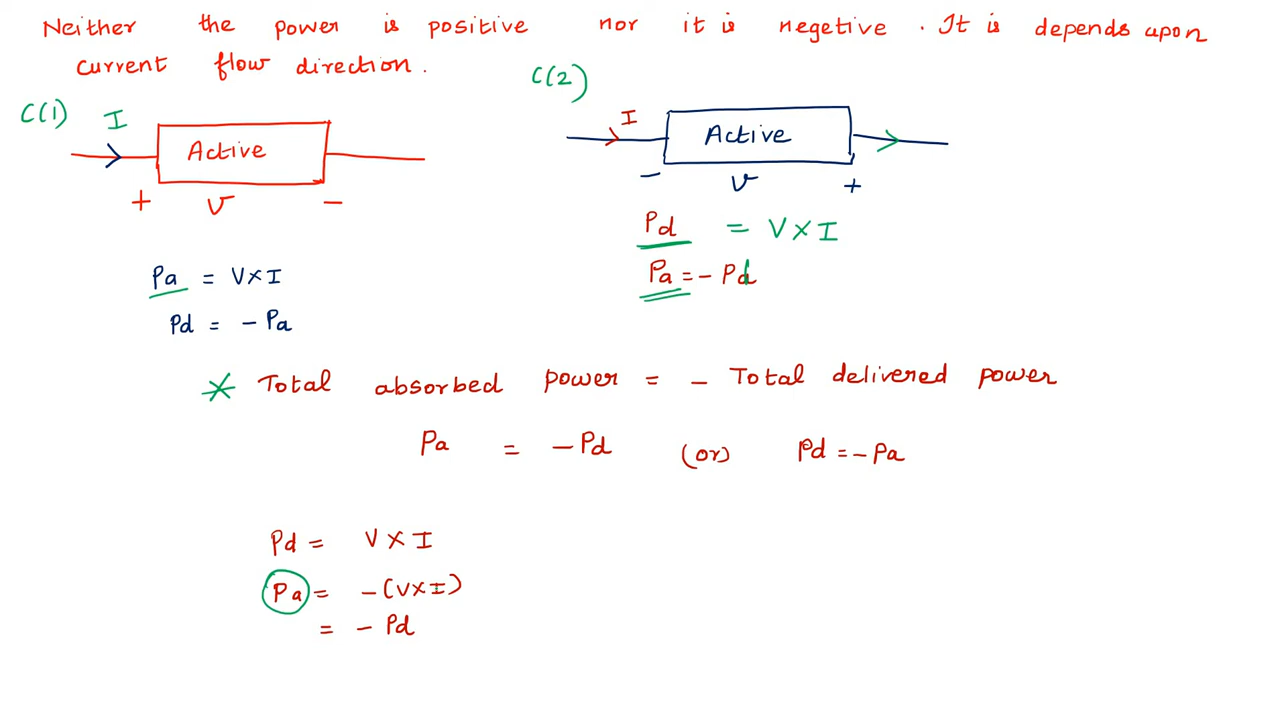 Neither the power is positive nor it is negetive . It is depends upon
current flow direction.
C(1)
I
Active
+ V -
C(2)
I
Active
- V +
Pd = V×I
Pa = - Pd
Pa = V×I
Pd = - Pa
* Total absorbed power = - Total delivered power
Pa = - Pd (or) Pd = - Pa
Pd = V × I
Pa = - (V×I)
= - Pd